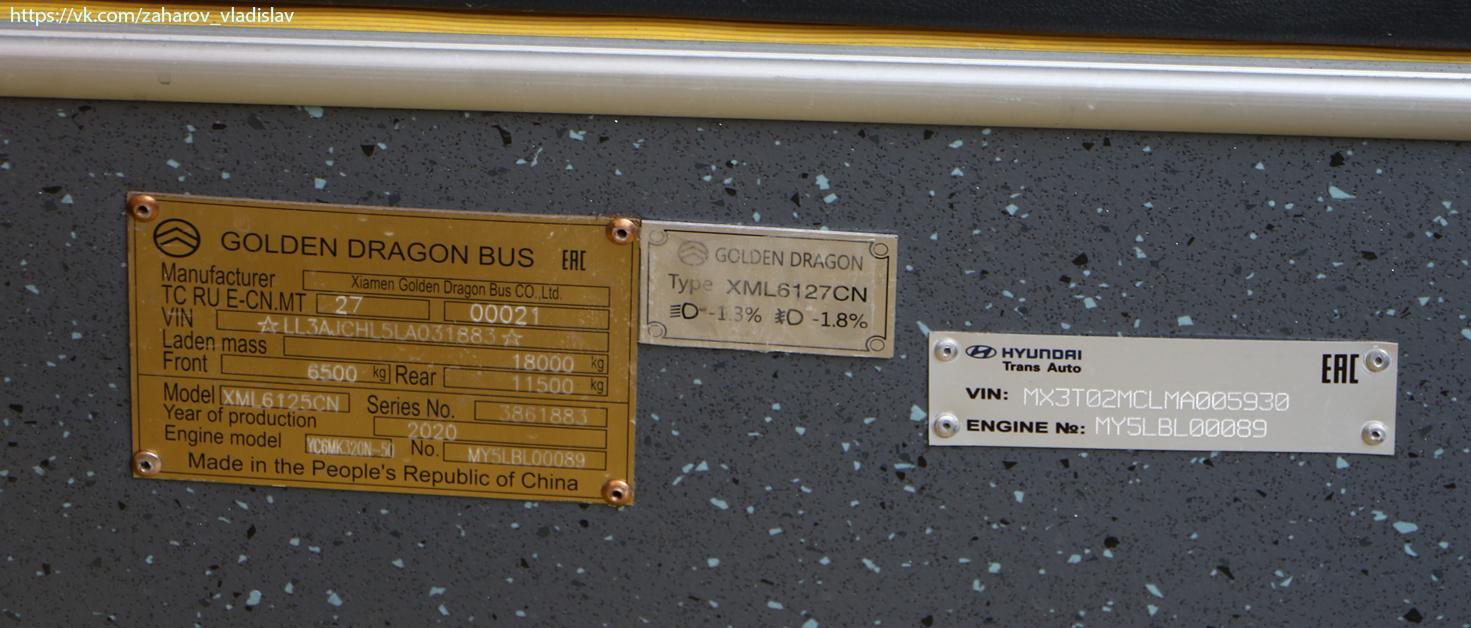 https://vk.com/zaharov_vladislav
GOLDEN DRAGON BUS EAC
Manufacturer Xiamen Golden Dragon Bus CO.,Ltd.
TC RU E-CN.MT 27 00021
VIN ☆LL3AJCHL5LA031883☆
Laden mass 18000 kg
Front 6500 kg Rear 11500 kg
Model XML6125CN Series No. 3861883
Year of production 2020
Engine model YC6MK320N-50 No. MY5LBL00089
Made in the People's Republic of China
GOLDEN DRAGON
Type XML6127CN
-1.3% -1.8%
HYUNDAI EAC
Trans Auto
VIN: MX3T02MCLMA005930
ENGINE №: MY5LBL00089